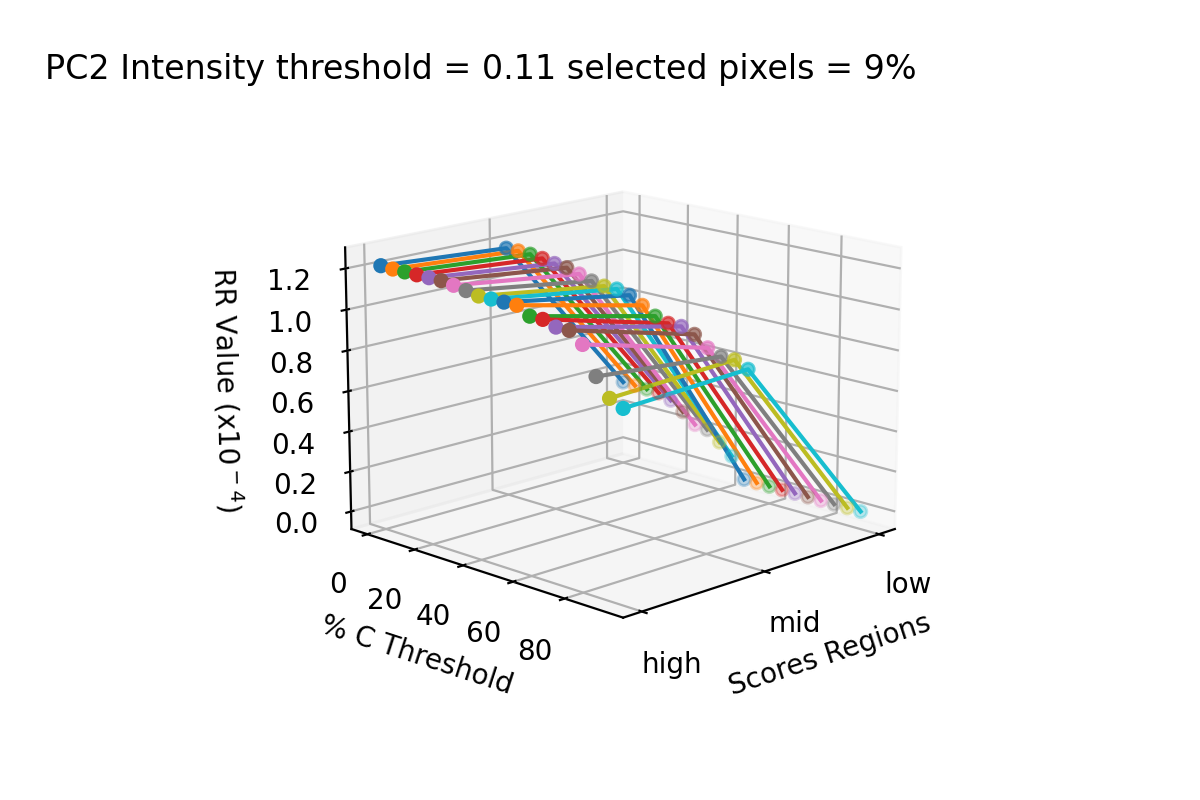 PC2 Intensity threshold = 0.11 selected pixels = 9%
RR Value (x10⁻⁴)
1.2
1.0
0.8
0.6
0.4
0.2
0.0
0
20
40
60
80
% C Threshold
high
mid
low
Scores Regions